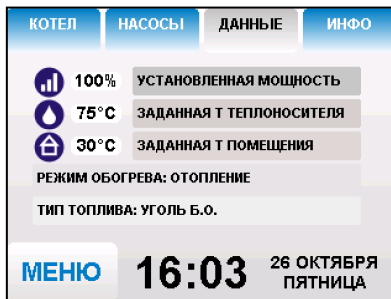 КОТЕЛ НАСОСЫ ДАННЫЕ ИНФО
100% УСТАНОВЛЕННАЯ МОЩНОСТЬ
75°C ЗАДАННАЯ Т ТЕПЛОНОСИТЕЛЯ
30°C ЗАДАННАЯ Т ПОМЕЩЕНИЯ
РЕЖИМ ОБОГРЕВА: ОТОПЛЕНИЕ
ТИП ТОПЛИВА: УГОЛЬ Б.О.
МЕНЮ 16:03 26 ОКТЯБРЯ
ПЯТНИЦА